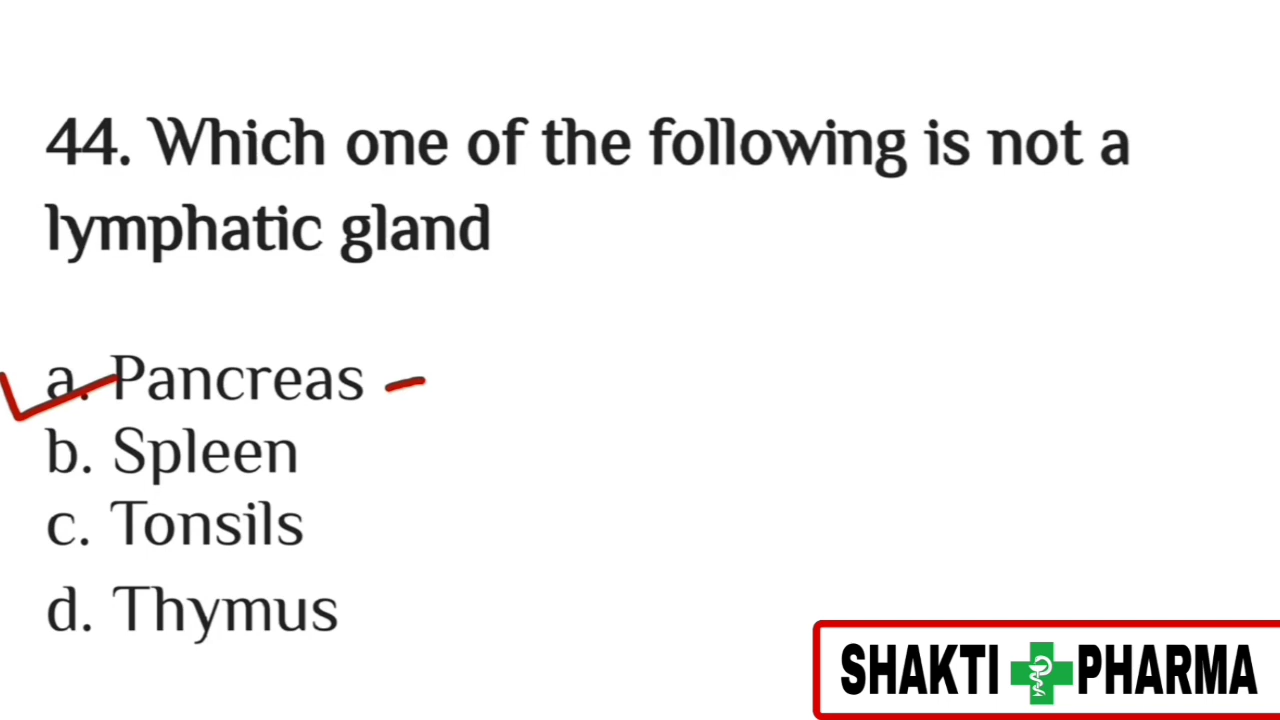 44. Which one of the following is not a
lymphatic gland
a. Pancreas
b. Spleen
c. Tonsils
d. Thymus
SHAKTI PHARMA